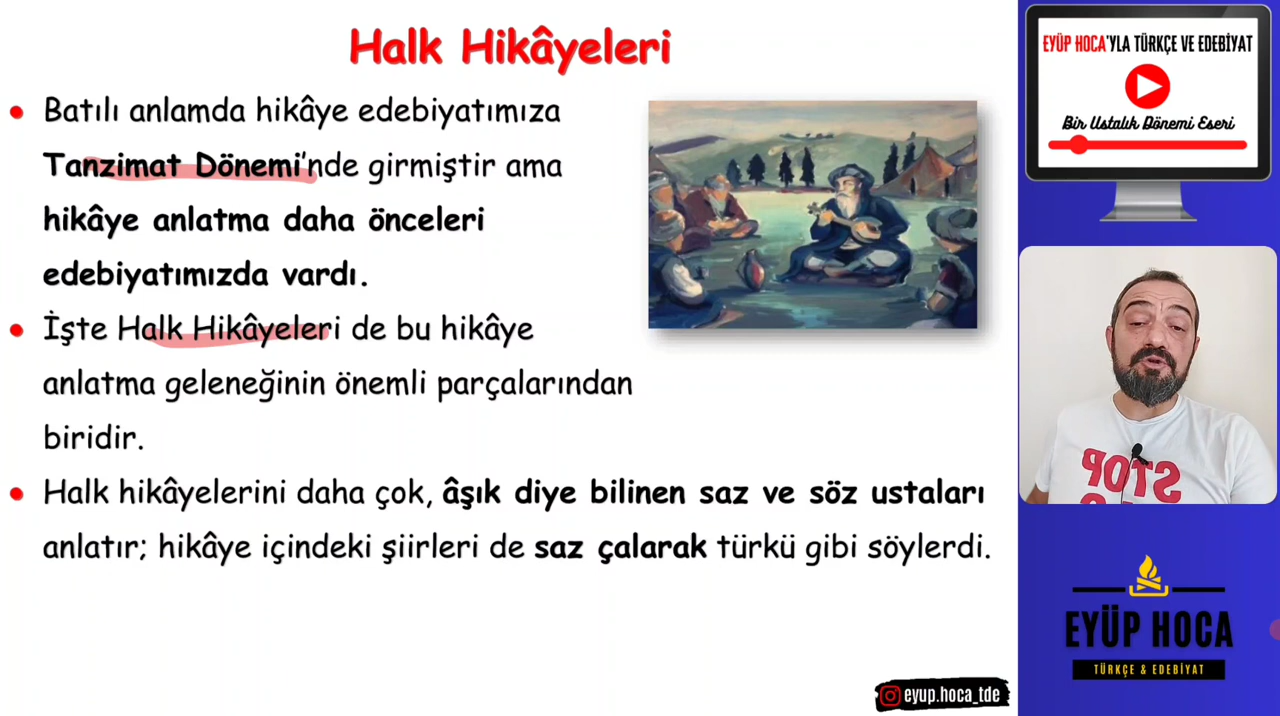 Halk Hikâyeleri
Batılı anlamda hikâye edebiyatımıza
Tanzimat Dönemi'nde girmiştir ama
hikâye anlatma daha önceleri
edebiyatımızda vardı.
İşte Halk Hikâyeleri de bu hikâye
anlatma geleneğinin önemli parçalarından
biridir.
Halk hikâyelerini daha çok, âşık diye bilinen saz ve söz ustaları
anlatır; hikâye içindeki şiirleri de saz çalarak türkü gibi söylerdi.
eyup.hoca_tde
EYÜP HOCA'YLA TÜRKÇE VE EDEBİYAT
Bir Ustalık Dönemi Eseri
STOP
EYÜP HOCA
TÜRKÇE & EDEBİYAT